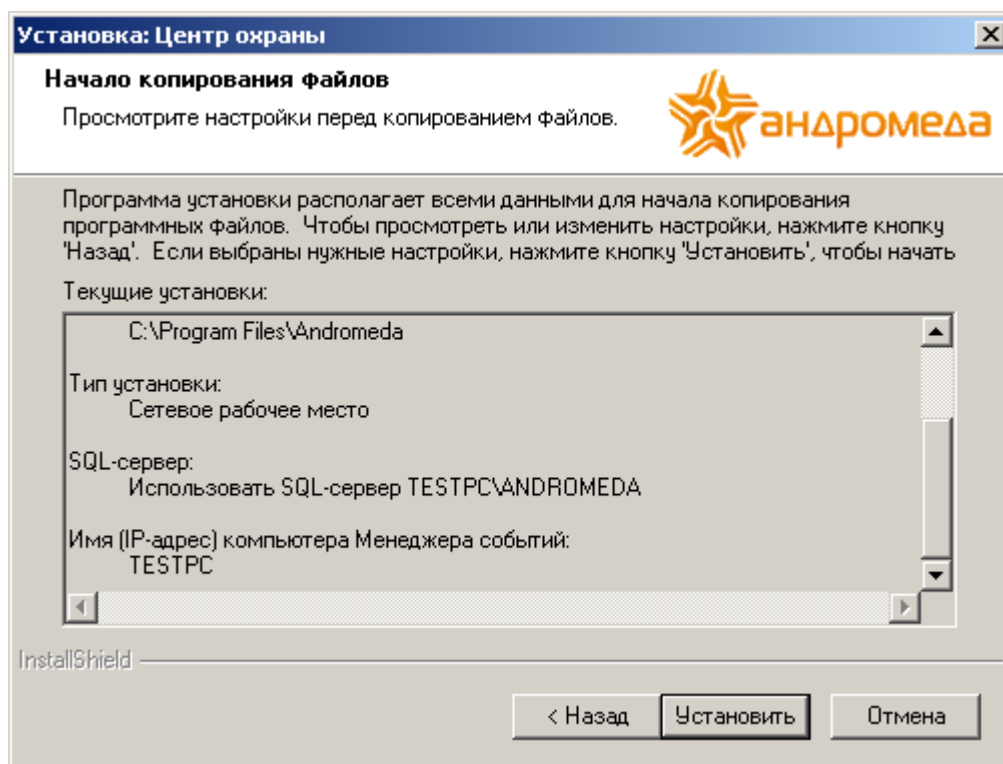 Установка: Центр охраны
Начало копирования файлов
Просмотрите настройки перед копированием файлов.
андромеда
Программа установки располагает всеми данными для начала копирования
программных файлов. Чтобы просмотреть или изменить настройки, нажмите кнопку
'Назад'. Если выбраны нужные настройки, нажмите кнопку 'Установить', чтобы начать
Текущие установки:
C:\Program Files\Andromeda
Тип установки:
Сетевое рабочее место
SQL-сервер:
Использовать SQL-сервер TESTPC\ANDROMEDA
Имя (IP-адрес) компьютера Менеджера событий:
TESTPC
InstallShield
< Назад
Установить
Отмена